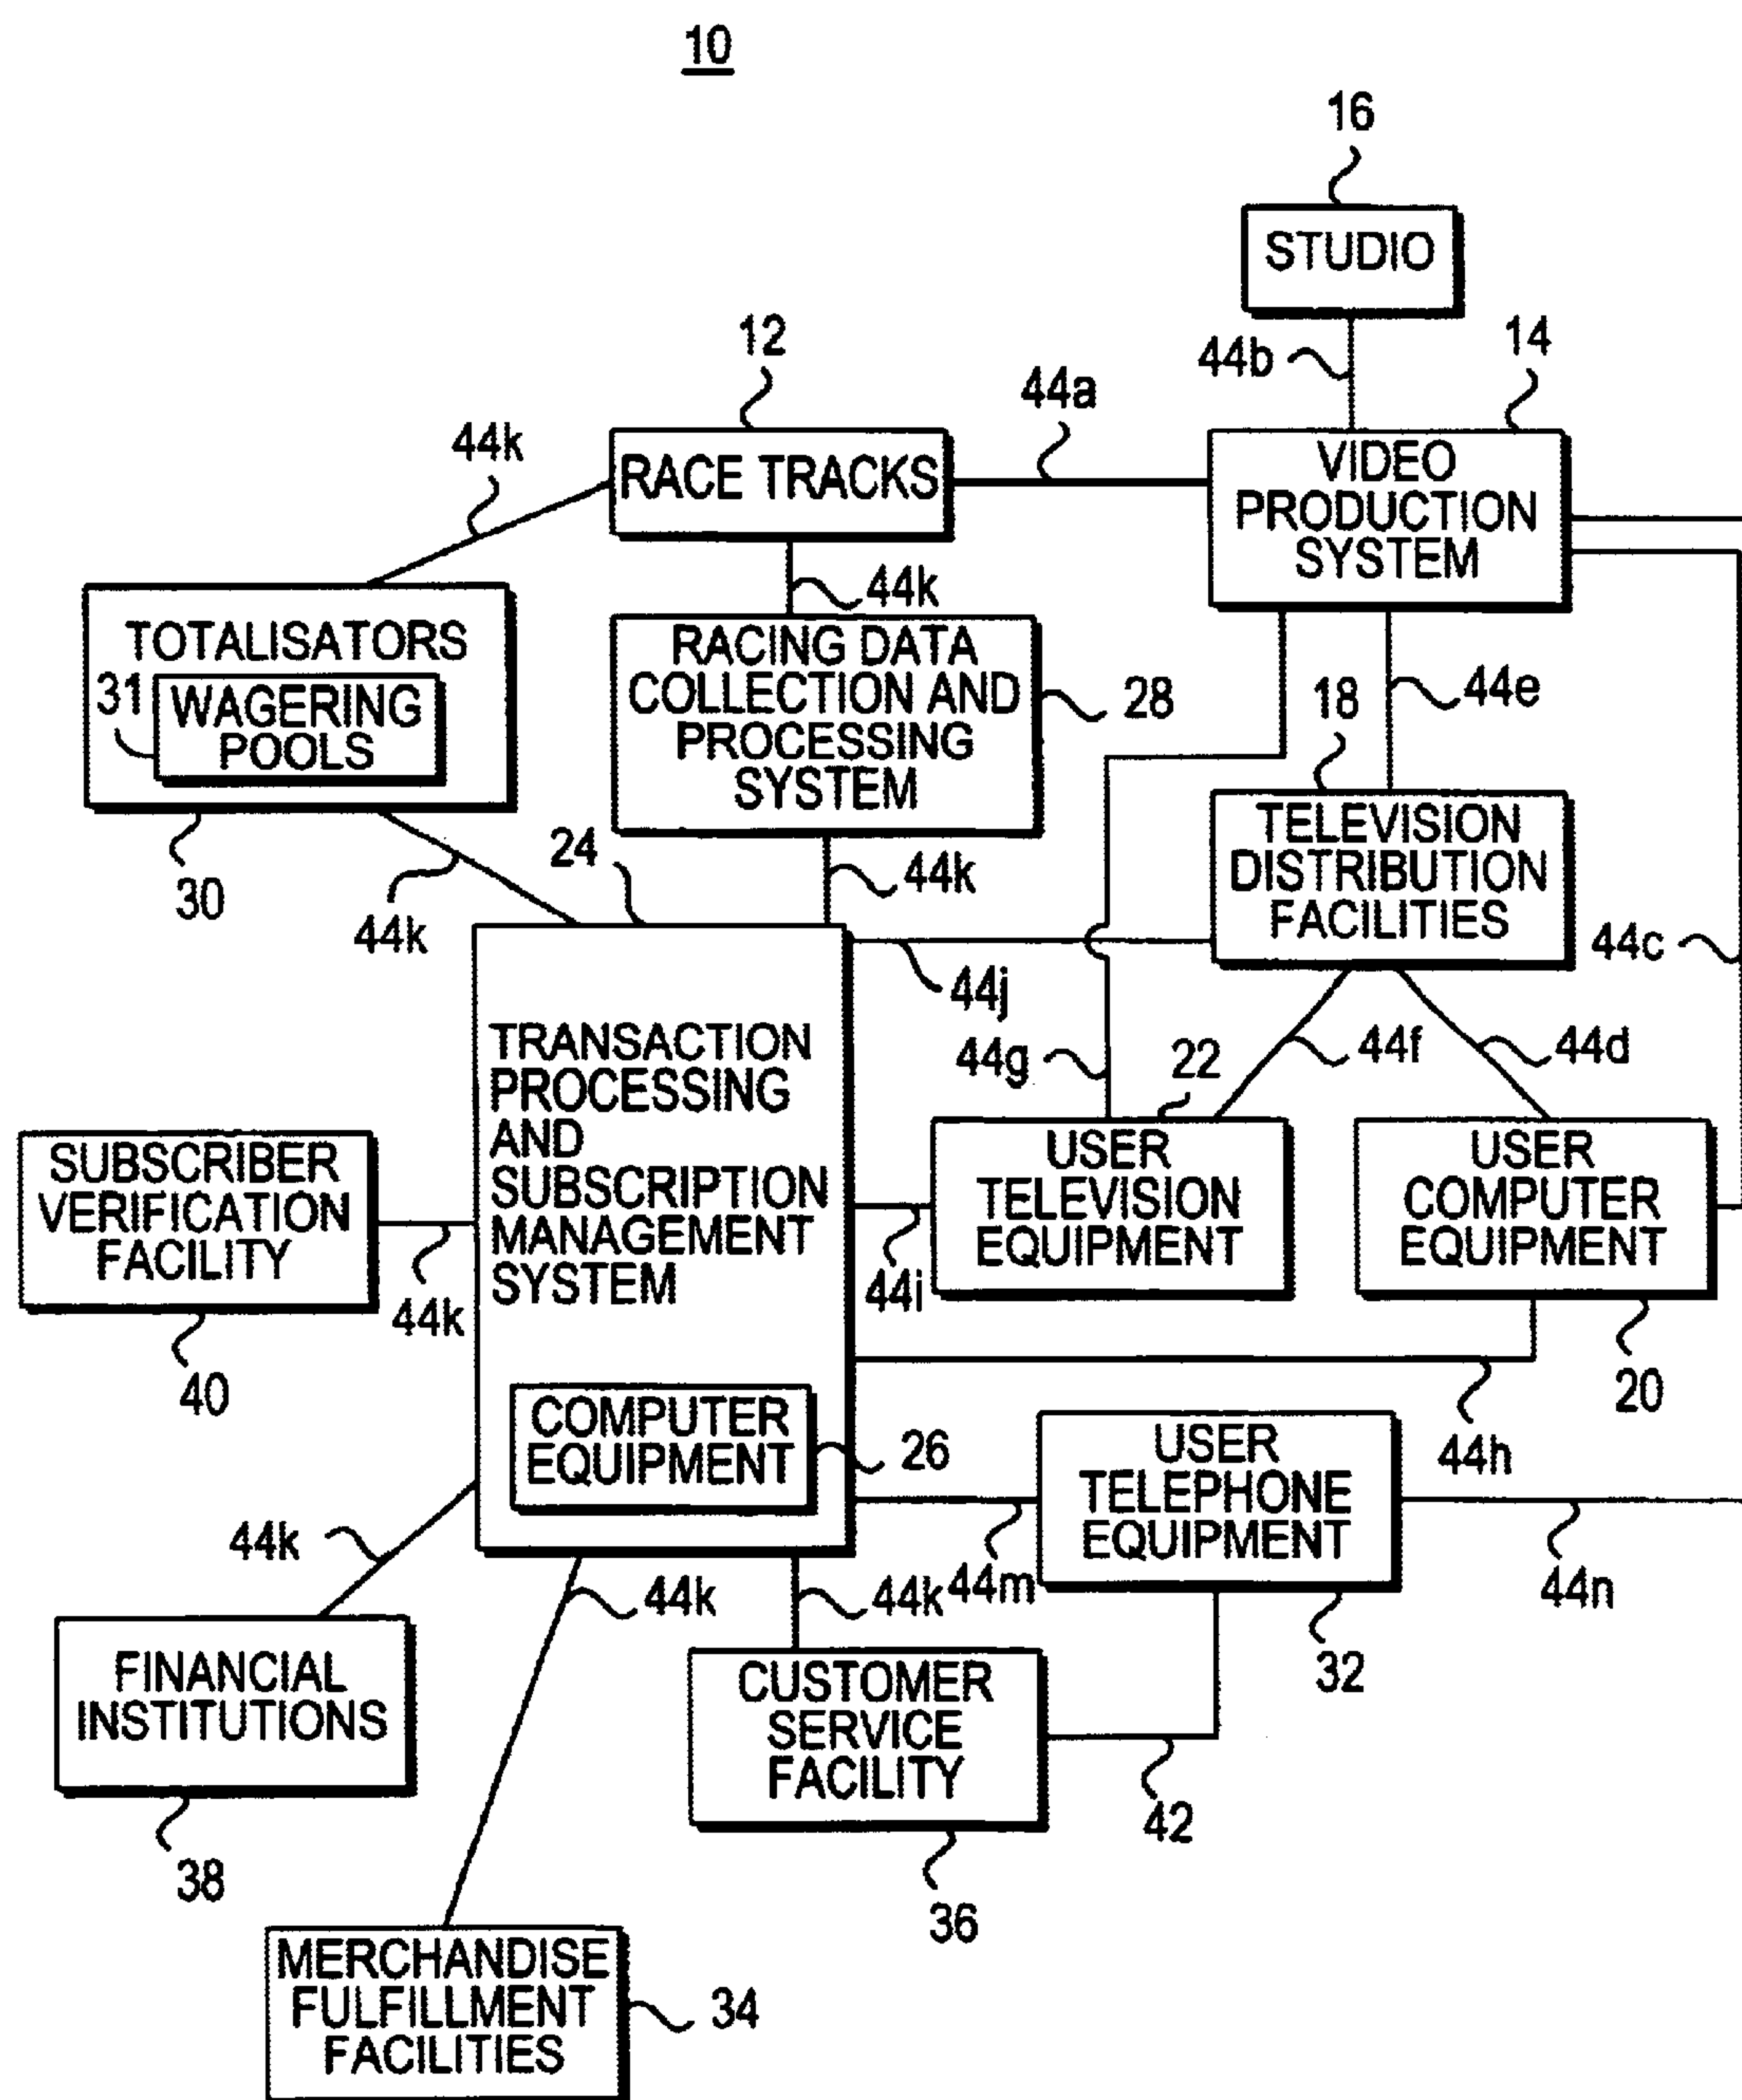 10
16
STUDIO
12
44b
14
44a
44k
RACE TRACKS
VIDEO
PRODUCTION
SYSTEM
44k
TOTALISATORS
31
WAGERING
POOLS
RACING DATA
COLLECTION AND
PROCESSING
SYSTEM
28
18
44e
30
44k
24
44k
TELEVISION
DISTRIBUTION
FACILITIES
44c
44j
TRANSACTION
PROCESSING
AND
SUBSCRIPTION
MANAGEMENT
SYSTEM
44g
22
44f
44d
SUBSCRIBER
VERIFICATION
FACILITY
44k
40
USER
TELEVISION
EQUIPMENT
44i
USER
COMPUTER
EQUIPMENT
20
44h
COMPUTER
EQUIPMENT
26
USER
TELEPHONE
EQUIPMENT
44k
44k
44k
44m
44n
32
FINANCIAL
INSTITUTIONS
38
CUSTOMER
SERVICE
FACILITY
42
36
MERCHANDISE
FULFILLMENT
FACILITIES
34